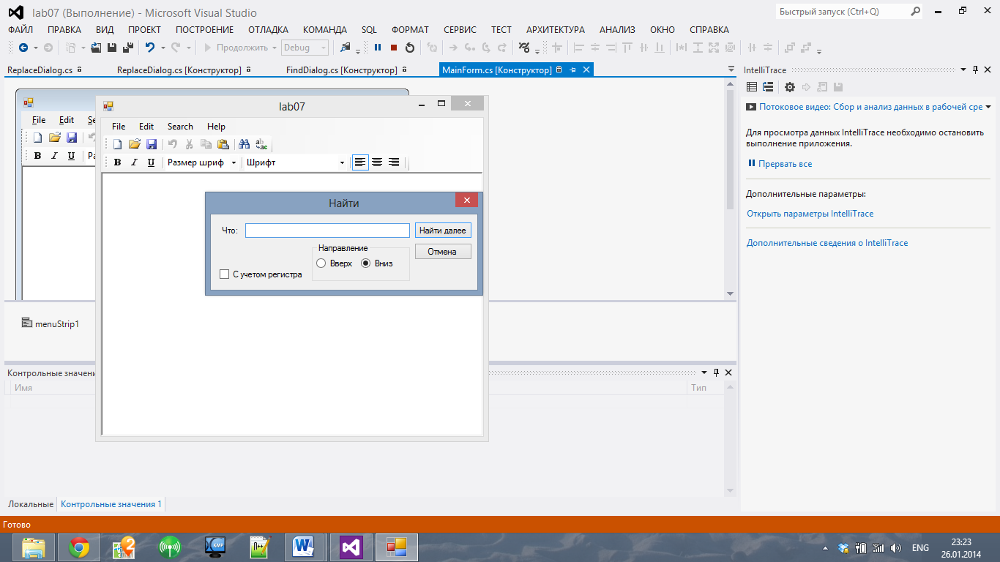 lab07 (Выполнение) - Microsoft Visual Studio
Быстрый запуск (Ctrl+Q)
ФАЙЛ ПРАВКА ВИД ПРОЕКТ ПОСТРОЕНИЕ ОТЛАДКА КОМАНДА SQL ФОРМАТ СЕРВИС ТЕСТ АРХИТЕКТУРА АНАЛИЗ ОКНО СПРАВКА
Продолжить Debug
ReplaceDialog.cs ReplaceDialog.cs [Конструктор] FindDialog.cs [Конструктор] MainForm.cs [Конструктор]
File Edit Se
B I U Ра
lab07
File Edit Search Help
B I U Размер шриф Шрифт
Найти
Что: Найти далее
Направление
Отмена
Вверх Вниз
С учетом регистра
menuStrip1
Контрольные значени
Имя Тип
Локальные Контрольные значения 1
IntelliTrace
Потоковое видео: Сбор и анализ данных в рабочей сре
Для просмотра данных IntelliTrace необходимо остановить
выполнение приложения.
Прервать все
Дополнительные параметры:
Открыть параметры IntelliTrace
Дополнительные сведения о IntelliTrace
Готово
ENG
23:23
26.01.2014